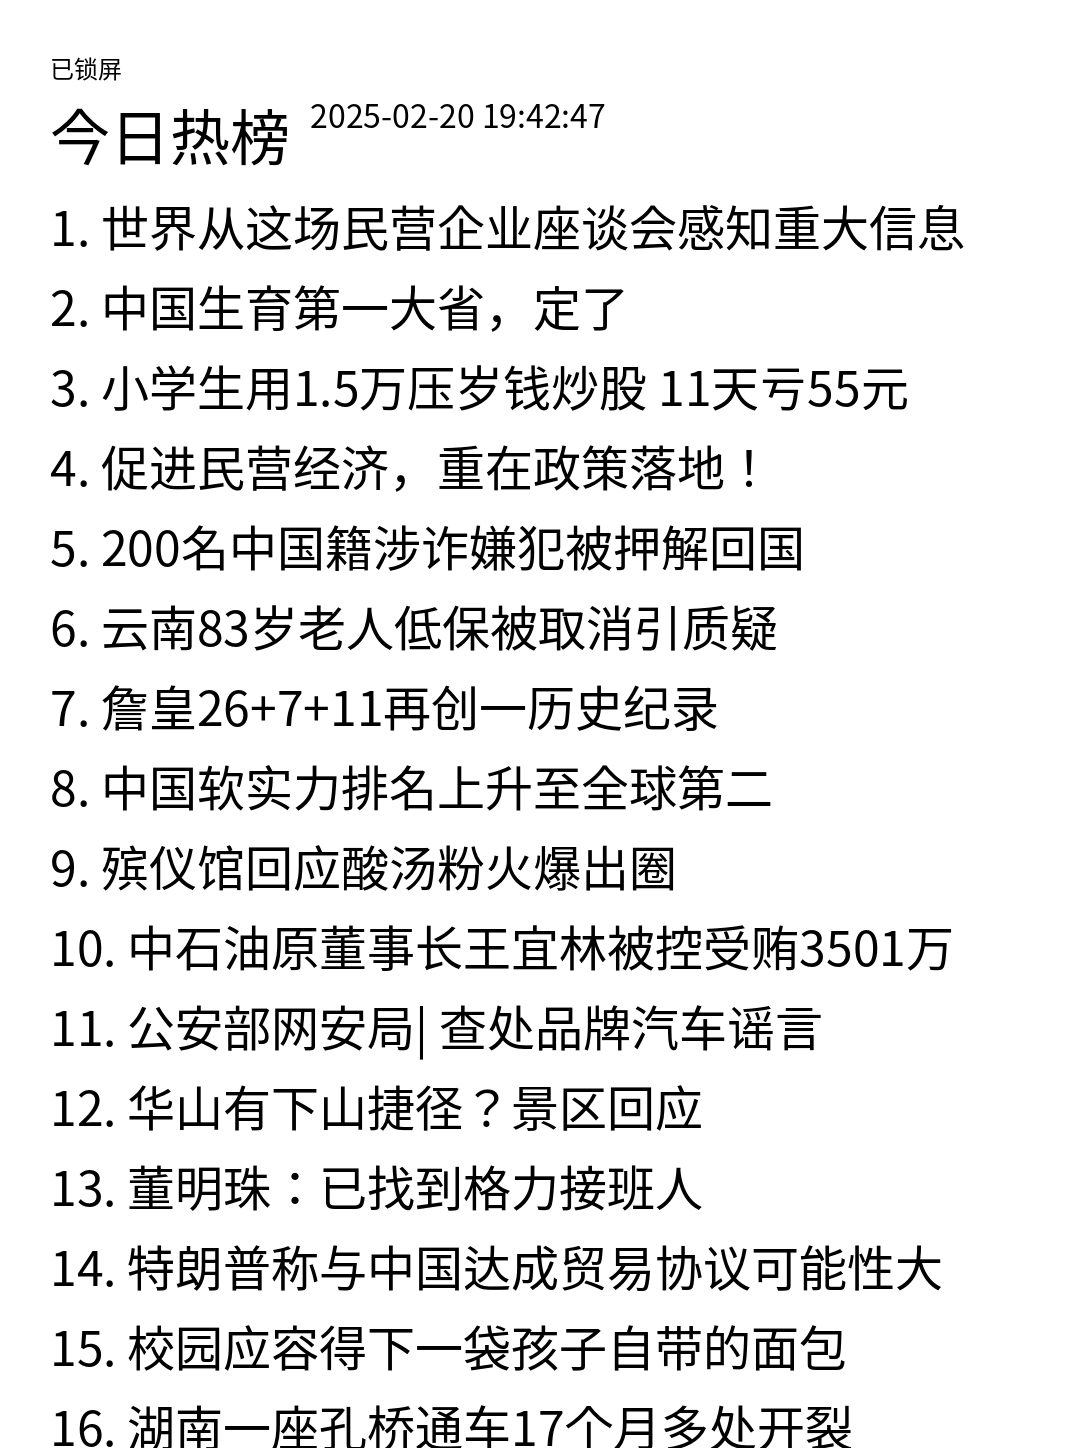 已锁屏
今日热榜 2025-02-20 19:42:47
1. 世界从这场民营企业座谈会感知重大信息
2. 中国生育第一大省，定了
3. 小学生用1.5万压岁钱炒股 11天亏55元
4. 促进民营经济，重在政策落地！
5. 200名中国籍涉诈嫌犯被押解回国
6. 云南83岁老人低保被取消引质疑
7. 詹皇26+7+11再创一历史纪录
8. 中国软实力排名上升至全球第二
9. 殡仪馆回应酸汤粉火爆出圈
10. 中石油原董事长王宜林被控受贿3501万
11. 公安部网安局| 查处品牌汽车谣言
12. 华山有下山捷径？景区回应
13. 董明珠：已找到格力接班人
14. 特朗普称与中国达成贸易协议可能性大
15. 校园应容得下一袋孩子自带的面包
16. 湖南一座孔桥通车17个月多处开裂